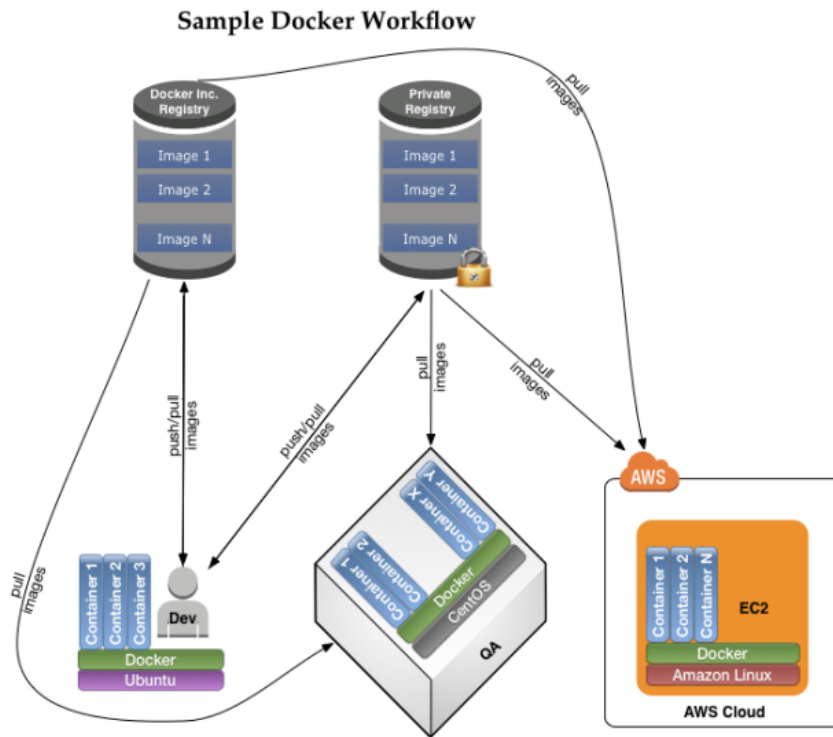 Sample Docker Workflow
Docker Inc.
Registry
Image 1
Image 2
Image N
Private
Registry
Image 1
Image 2
Image N
pull
images
push/pull
images
push/pull
images
pull
images
pull
images
pull
images
Container 1
Container 2
Container 3
Dev
Docker
Ubuntu
Container 1
Container 2
Container X
Container Y
Docker
CentOS
QA
AWS
Container 1
Container 2
Container N
EC2
Docker
Amazon Linux
AWS Cloud